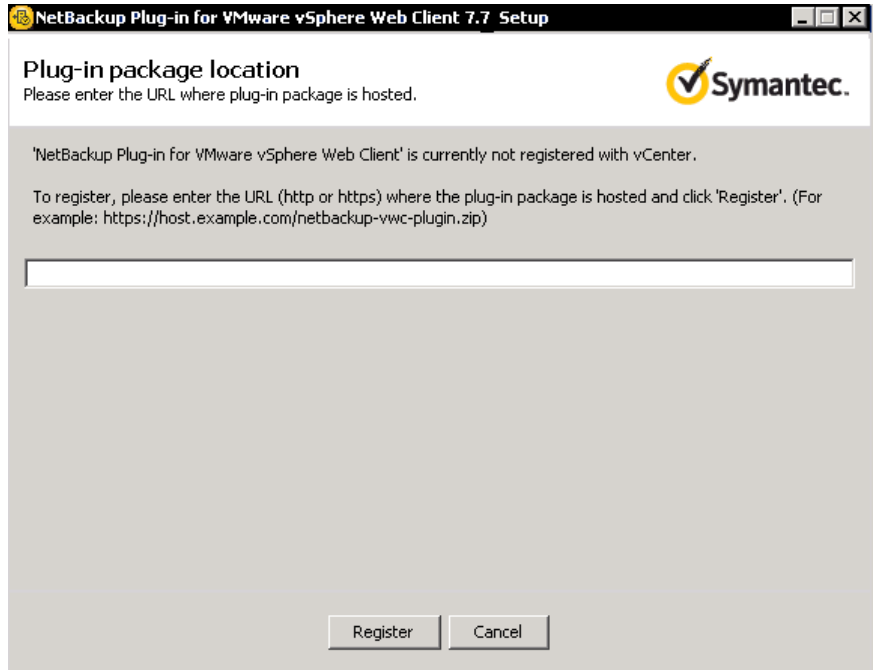 NetBackup Plug-in for VMware vSphere Web Client 7.7 Setup
Plug-in package location
Please enter the URL where plug-in package is hosted.
Symantec.
'NetBackup Plug-in for VMware vSphere Web Client' is currently not registered with vCenter.
To register, please enter the URL (http or https) where the plug-in package is hosted and click 'Register'. (For
example: https://host.example.com/netbackup-vwc-plugin.zip)
Register
Cancel